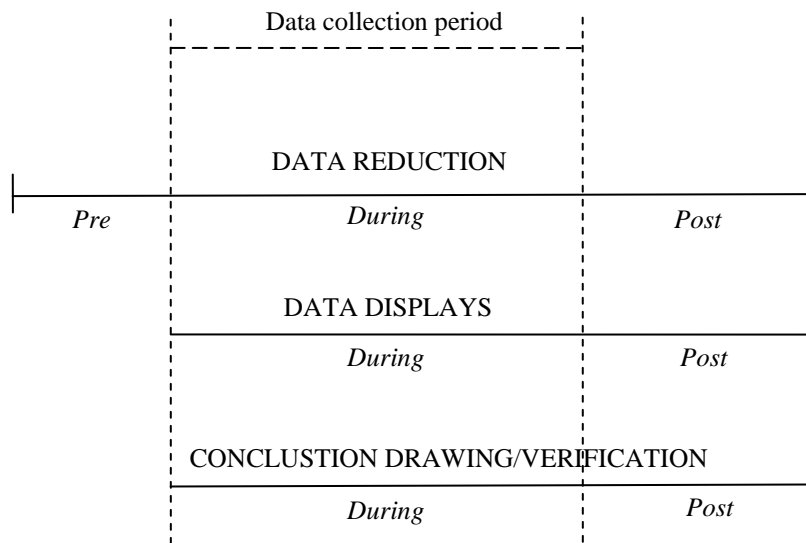 Data collection period
DATA REDUCTION
Pre During Post
DATA DISPLAYS
During Post
CONCLUSTION DRAWING/VERIFICATION
During Post